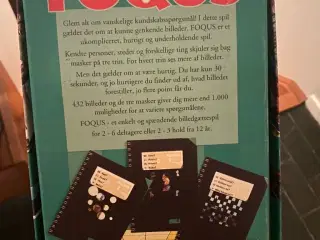 FOQUS
Glem alt om vanskelige kundskabsspørgsmål! I dette spil
gælder det om at kunne genkende billeder. FOQUS er et
ukompliceret, hurtigt og underholdende spil.
Kendte personer, steder og forskellige ting skjuler sig bag
masker på tre trin. For hvert trin ses mere af billedet.
Men det gælder om at være hurtig. Du har kun 30
sekunder, og jo hurtigere du finder ud af, hvad billedet
forestiller, jo flere point får du.
432 billeder og de tre masker giver dig mere end 1.000
muligheder for at variere spørgsmålene.
FOQUS - en enkelt og spændende billedgættespil
for 2 - 6 deltagere eller 2 - 3 hold fra 12 år.